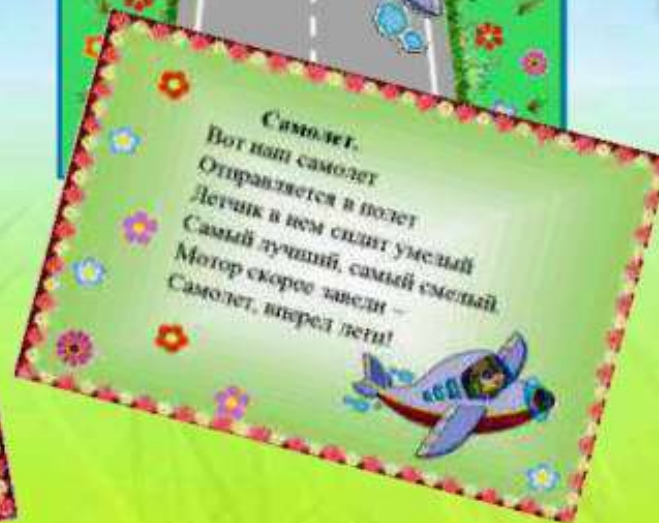 Самолет.
Вот наш самолет
Отправляется в полет
Летчик в нем сидит умелый
Самый лучший, самый смелый.
Мотор скорее заведи –
Самолет, вперед лети!